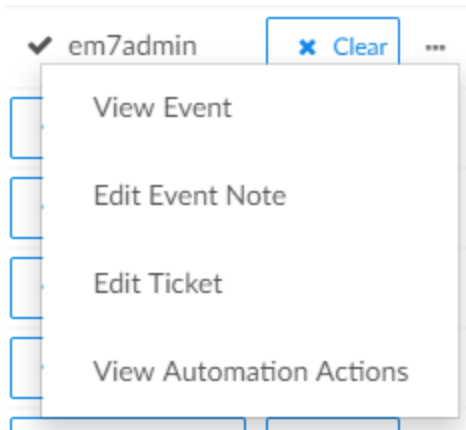 em7admin Clear
View Event
Edit Event Note
Edit Ticket
View Automation Actions